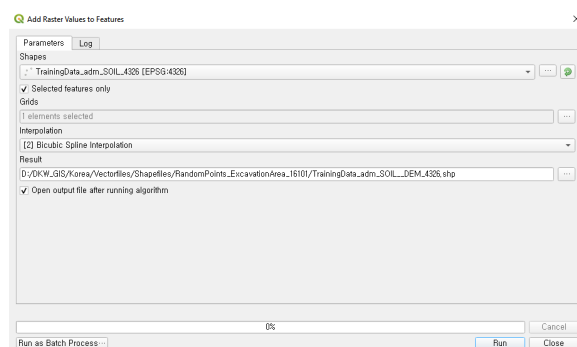 Add Raster Values to Features
Parameters Log
Shapes
TrainingData_adm_SOIL_4326 [EPSG:4326]
Selected features only
Grids
1 elements selected
Interpolation
[2] Bicubic Spline Interpolation
Result
D:/DKW_GIS/Korea/Vectorfiles/Shapefiles/RandomPoints_ExcavationArea_16101/TrainingData_adm_SOIL__DEM_4326.shp
Open output file after running algorithm
0% Cancel
Run as Batch Process… Run Close